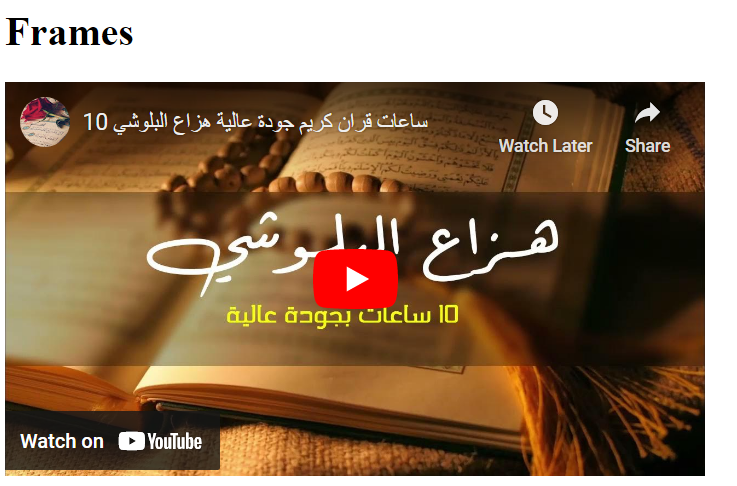 Frames
10 ساعات قران كريم جودة عالية هزاع البلوشي
Watch Later
Share
هزاع البلوشي
10 ساعات بجودة عالية
Watch on YouTube